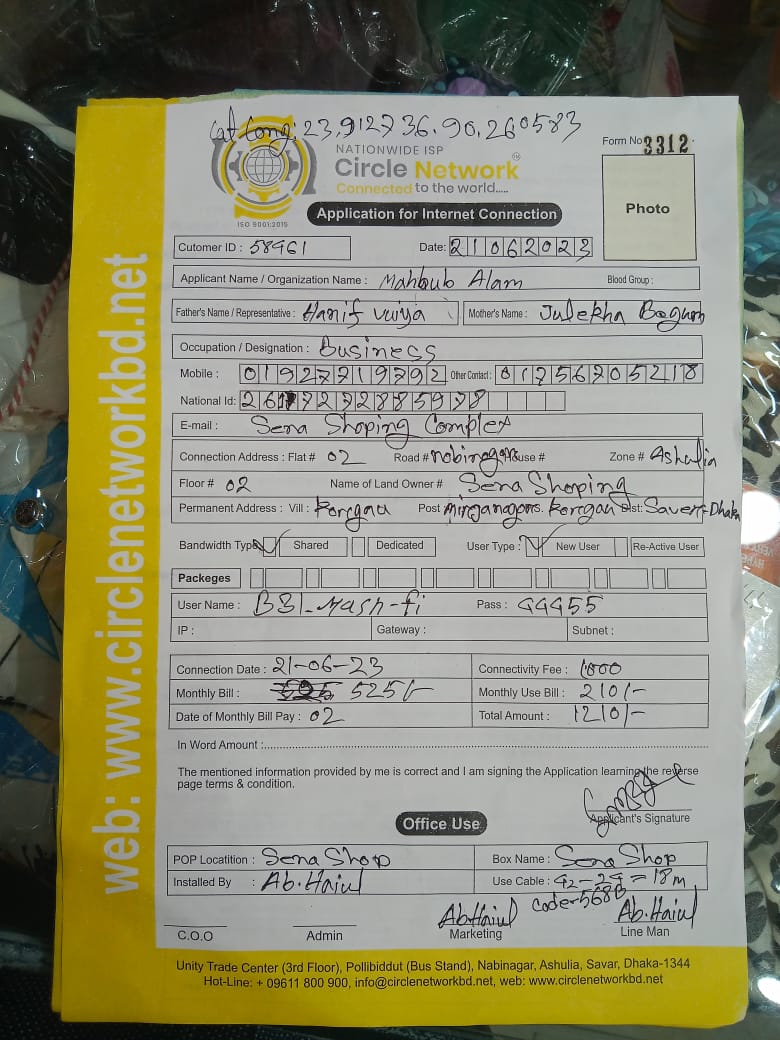 Cat Long: 23.912736.90.260583
NATIONWIDE ISP
Circle Network
Connected to the world.....
ISO 9001:2015
Form No 3312
Photo
Application for Internet Connection
Cutomer ID : 58961 Date: 21062023
Applicant Name / Organization Name : Mahbub Alam Blood Group :
Father's Name / Representative : Hanif Mother's Name : Julekha Begum
Occupation / Designation : Business
Mobile : 01927719792 Other Contact : 01756705218
National Id:
E-mail : Sena Shoping Complex
Connection Address : Flat # 02 Road # nobinagar House # Zone # Ashulia
Floor # 02 Name of Land Owner # Sena Shoping
Permanent Address : Vill : Post P.S. Dist: Saver-Dhaka
Bandwidth Type Shared Dedicated User Type : New User Re-Active User
Packeges
User Name : B31-Mash-fi Pass : 44455
IP : Gateway : Subnet :
Connection Date : 21-06-23 Connectivity Fee : 1000
Monthly Bill : 525/- Monthly Use Bill : 210/-
Date of Monthly Bill Pay : 02 Total Amount : 1210/-
In Word Amount :
The mentioned information provided by me is correct and I am signing the Application learning the reverse
page terms & condition.
Applicant's Signature
Office Use
POP Locatition : Sena Shop Box Name : Sena Shop
Installed By : Ab.Haiul Use Cable : 42-24 = 18m
Code-568B
Ab.Haiul Ab.Haiul
C.O.O Admin Marketing Line Man
Unity Trade Center (3rd Floor), Pollibiddut (Bus Stand), Nabinagar, Ashulia, Savar, Dhaka-1344
Hot-Line: + 09611 800 900, info@circlenetworkbd.net, web: www.circlenetworkbd.net
web: www.circlenetworkbd.net